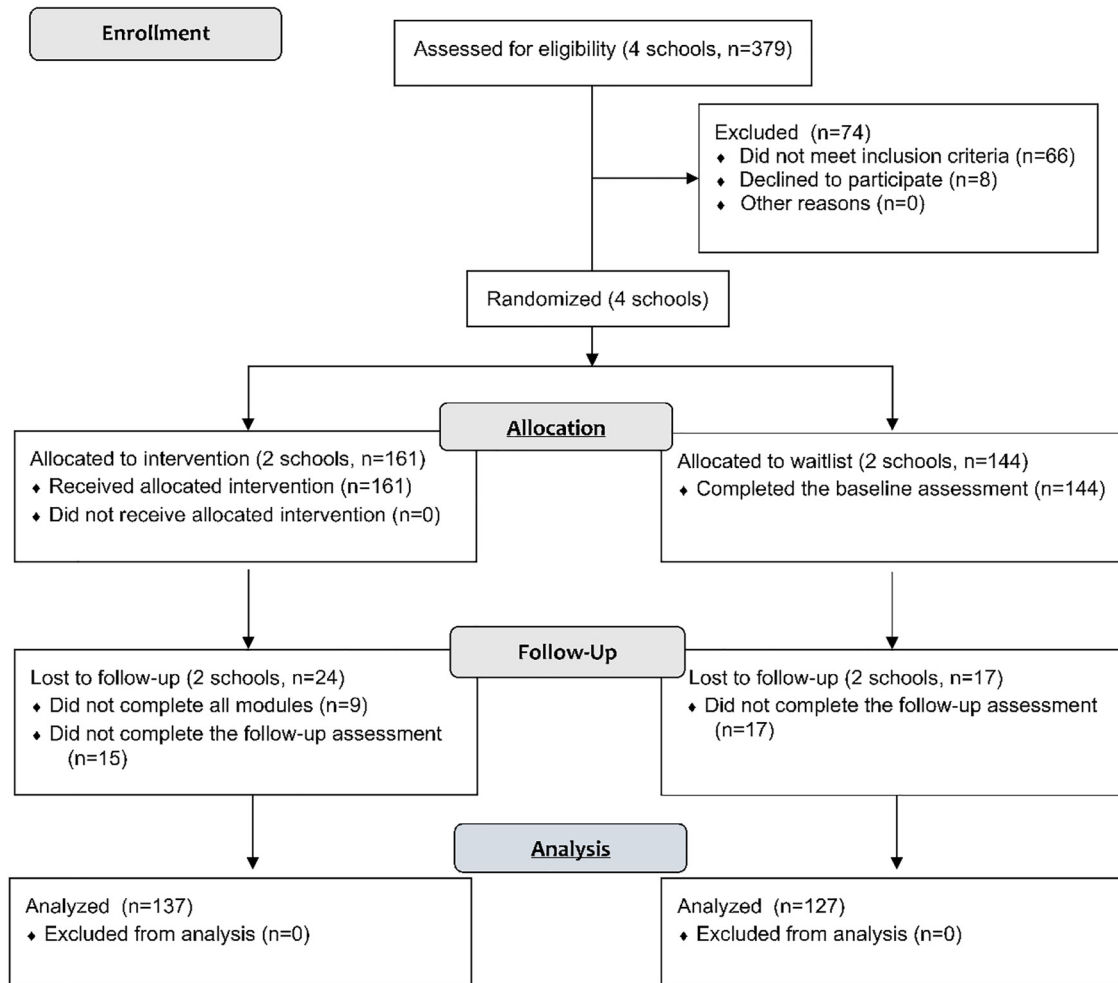 Enrollment
Assessed for eligibility (4 schools, n=379)
Excluded (n=74)
♦ Did not meet inclusion criteria (n=66)
♦ Declined to participate (n=8)
♦ Other reasons (n=0)
Randomized (4 schools)
Allocation
Allocated to intervention (2 schools, n=161)
♦ Received allocated intervention (n=161)
♦ Did not receive allocated intervention (n=0)
Allocated to waitlist (2 schools, n=144)
♦ Completed the baseline assessment (n=144)
Follow-Up
Lost to follow-up (2 schools, n=24)
♦ Did not complete all modules (n=9)
♦ Did not complete the follow-up assessment
(n=15)
Lost to follow-up (2 schools, n=17)
♦ Did not complete the follow-up assessment
(n=17)
Analysis
Analyzed (n=137)
♦ Excluded from analysis (n=0)
Analyzed (n=127)
♦ Excluded from analysis (n=0)